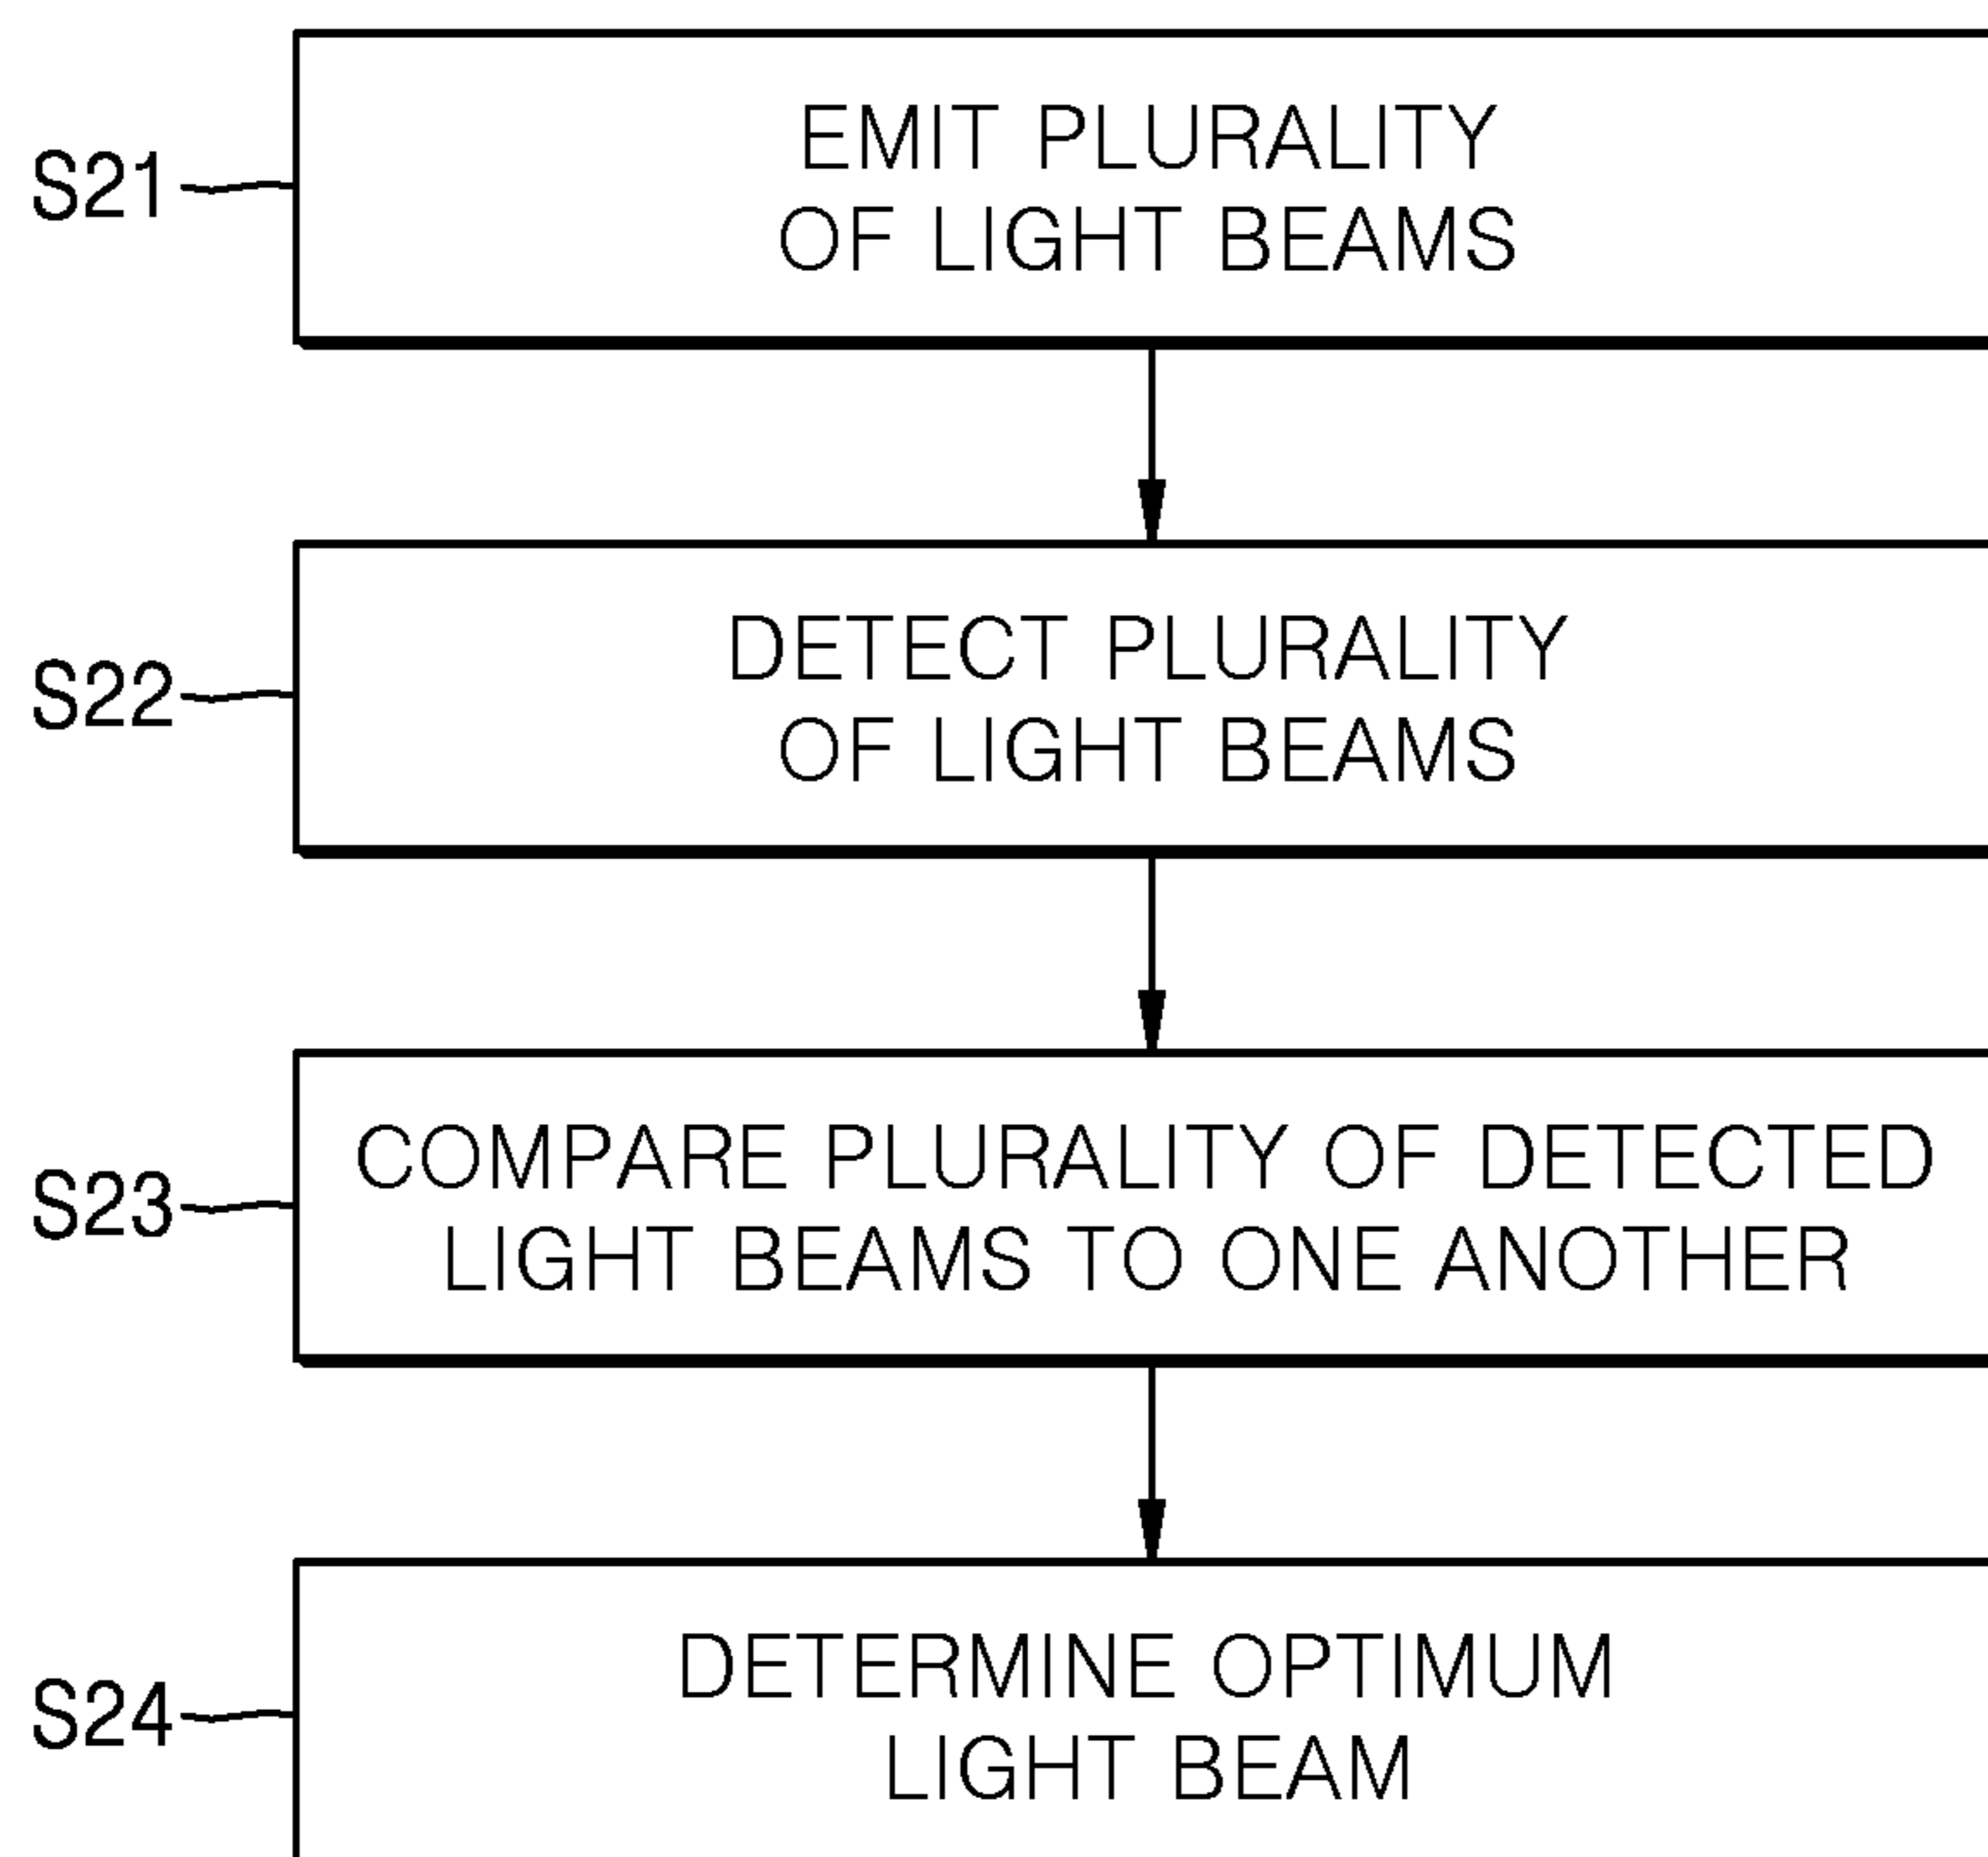 S21
EMIT PLURALITY
OF LIGHT BEAMS
S22
DETECT PLURALITY
OF LIGHT BEAMS
S23
COMPARE PLURALITY OF DETECTED
LIGHT BEAMS TO ONE ANOTHER
S24
DETERMINE OPTIMUM
LIGHT BEAM